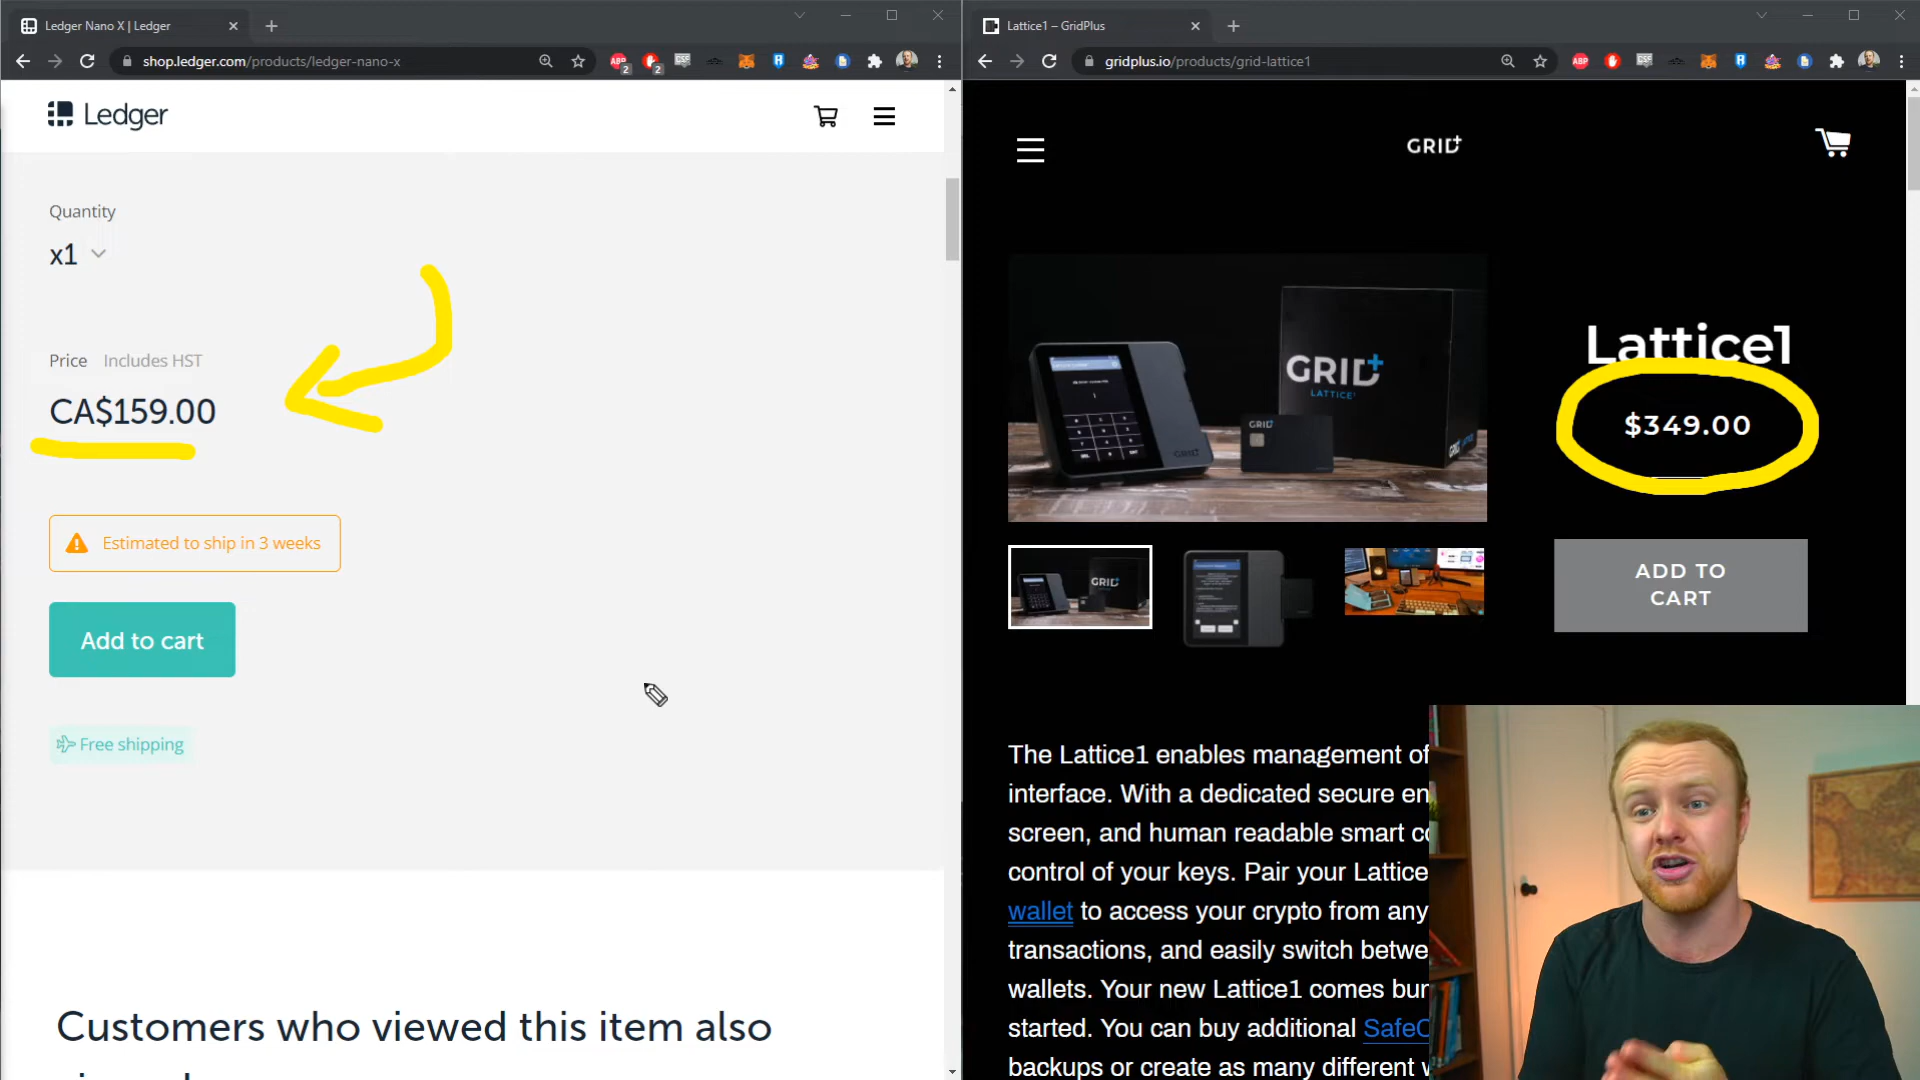 Ledger Nano X | Ledger
shop.ledger.com/products/ledger-nano-x
Ledger
Quantity
x1
Price Includes HST
CA$159.00
Estimated to ship in 3 weeks
Add to cart
Free shipping
Customers who viewed this item also
Lattice1 – GridPlus
gridplus.io/products/grid-lattice1
GRID+
Lattice1
$349.00
ADD TO
CART
GRID+
LATTICE1
GRID+
GRID+
The Lattice1 enables management of
interface. With a dedicated secure en
screen, and human readable smart co
control of your keys. Pair your Lattice
wallet to access your crypto from any
transactions, and easily switch betwe
wallets. Your new Lattice1 comes bun
started. You can buy additional SafeC
backups or create as many different w